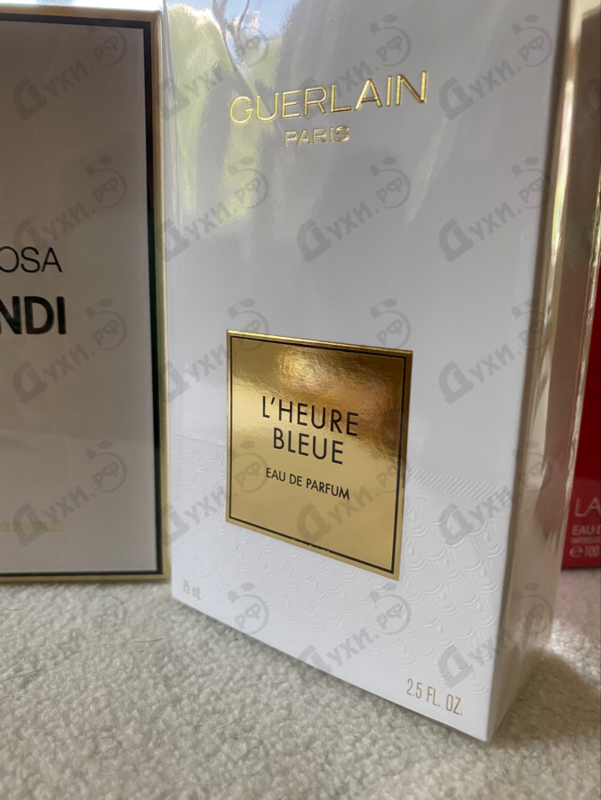 GUERLAIN
PARIS
L'HEURE
BLEUE
EAU DE PARFUM
75 mL
2.5 FL. OZ.
OSA
NDI
LA
EAU
℮100
Духи.РФ